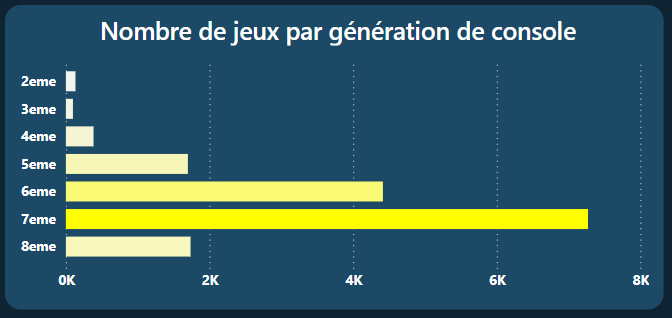 Nombre de jeux par génération de console
2eme
3eme
4eme
5eme
6eme
7eme
8eme
0K 2K 4K 6K 8K